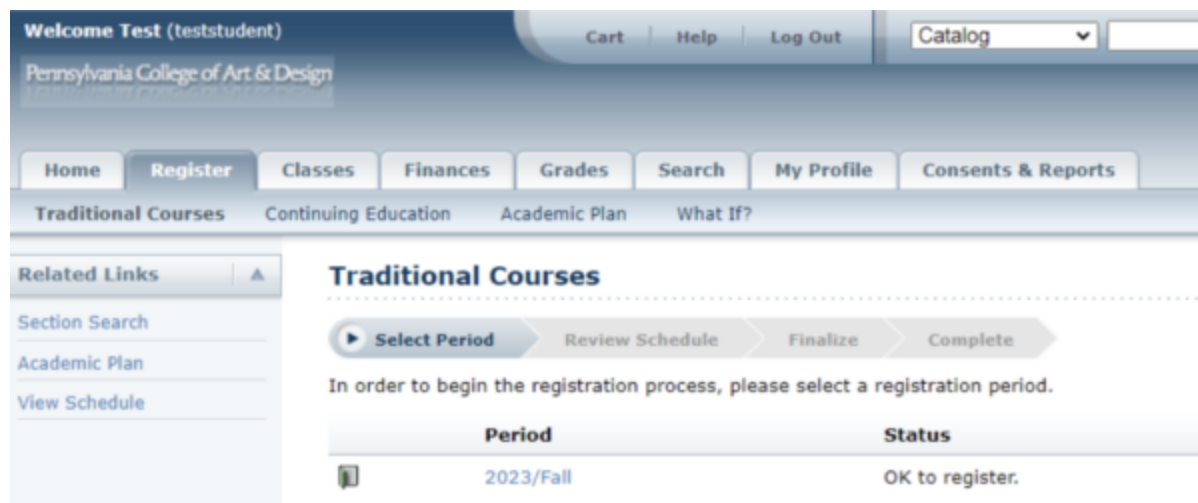 Welcome Test (teststudent)
Cart Help Log Out Catalog
Pennsylvania College of Art & Design
Home Register Classes Finances Grades Search My Profile Consents & Reports
Traditional Courses Continuing Education Academic Plan What If?
Related Links
Section Search
Academic Plan
View Schedule
Traditional Courses
Select Period Review Schedule Finalize Complete
In order to begin the registration process, please select a registration period.
Period Status
2023/Fall OK to register.